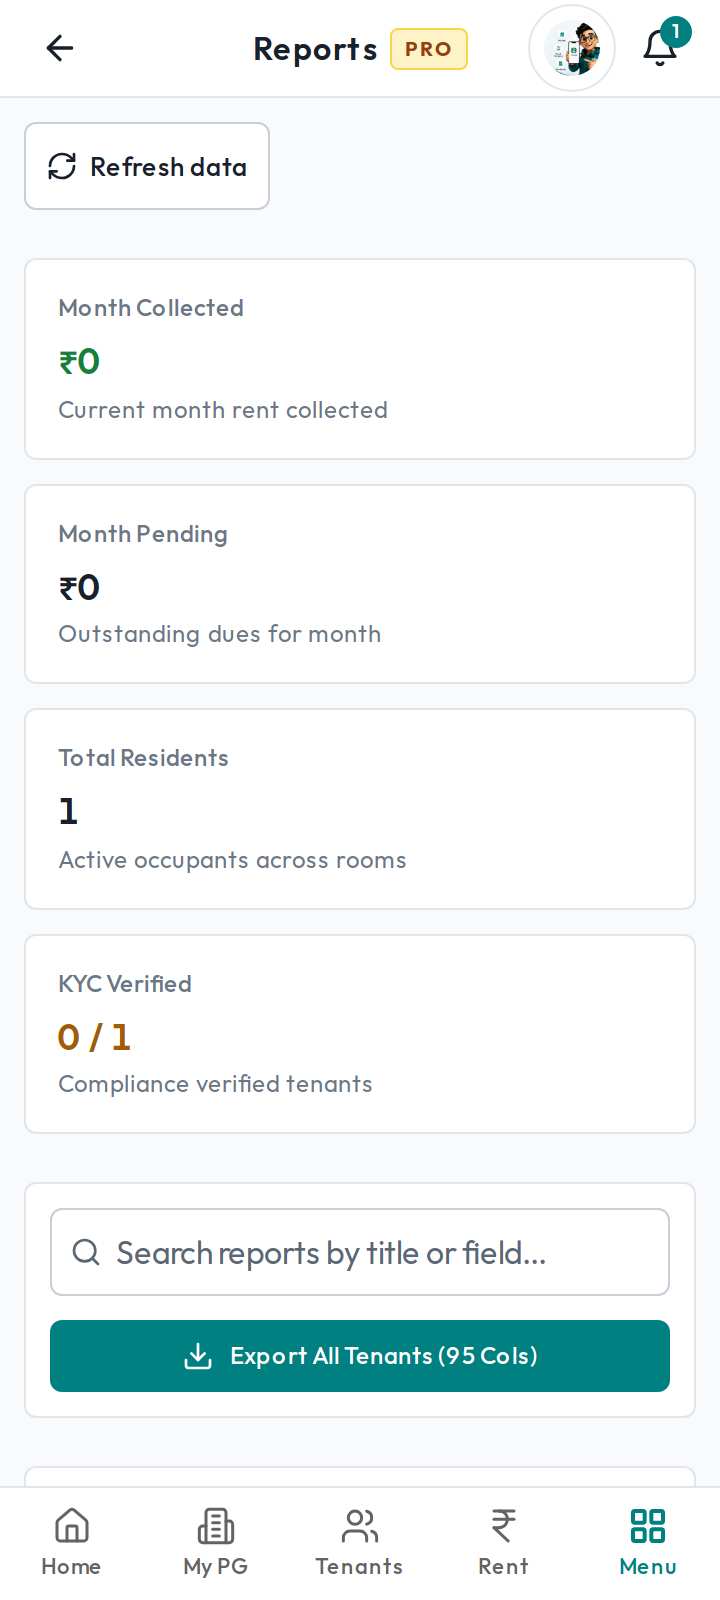 Reports PRO
1
Refresh data
Month Collected
₹0
Current month rent collected
Month Pending
₹0
Outstanding dues for month
Total Residents
1
Active occupants across rooms
KYC Verified
0 / 1
Compliance verified tenants
Search reports by title or field...
Export All Tenants (95 Cols)
Home
My PG
Tenants
Rent
Menu